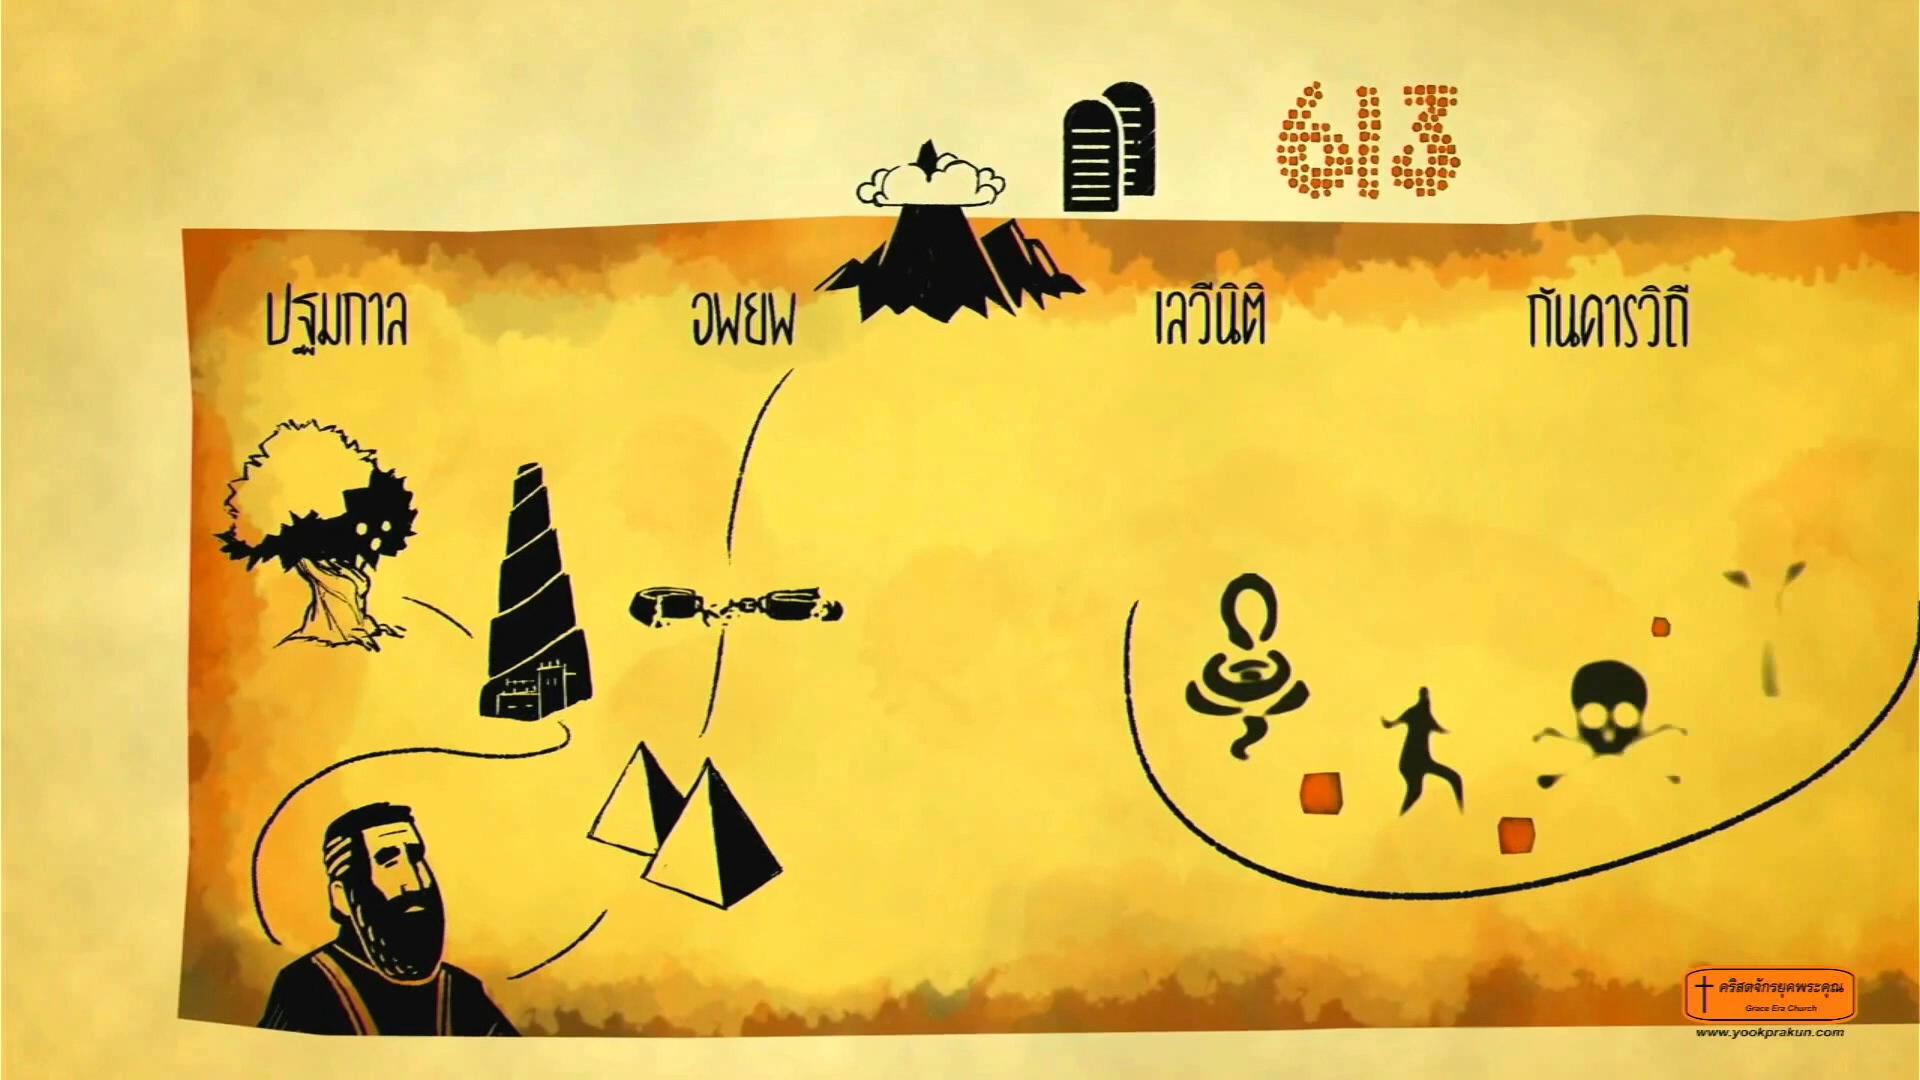 613
ปฐมกาล
อพยพ
เลวีนิติ
กันดารวิถี
คริสตจักรยุคพระคุณ
Grace Era Church
www.yookprakun.com